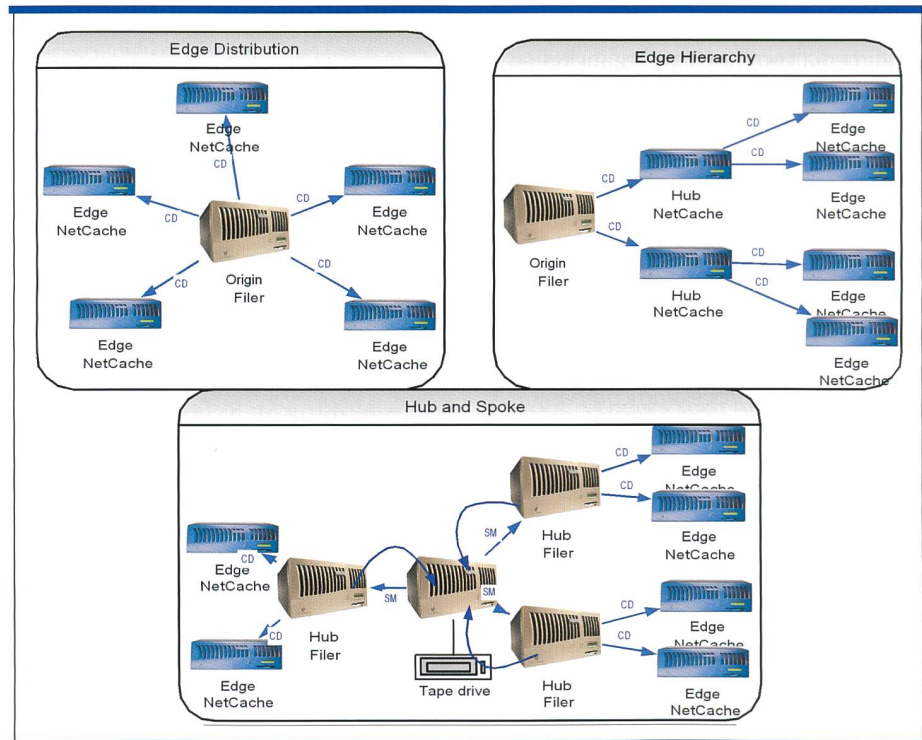 Edge Distribution
Edge
NetCache
CD
Edge
NetCache
CD
CD
Edge
NetCache
Origin
Filer
CD
CD
Edge
NetCache
Edge
NetCache
Edge Hierarchy
CD
Edge
NetCache
CD
CD
Hub
NetCache
Edge
NetCache
Origin
Filer
CD
CD
Hub
NetCache
Edge
NetCache
CD
Edge
NetCache
Hub and Spoke
CD
Edge
NetCache
CD
SM
Hub
Filer
Edge
NetCache
CD
Edge
NetCache
SM
SM
CD
Hub
Filer
Edge
NetCache
CD
Edge
NetCache
CD
Tape drive
Hub
Filer
Edge
NetCache